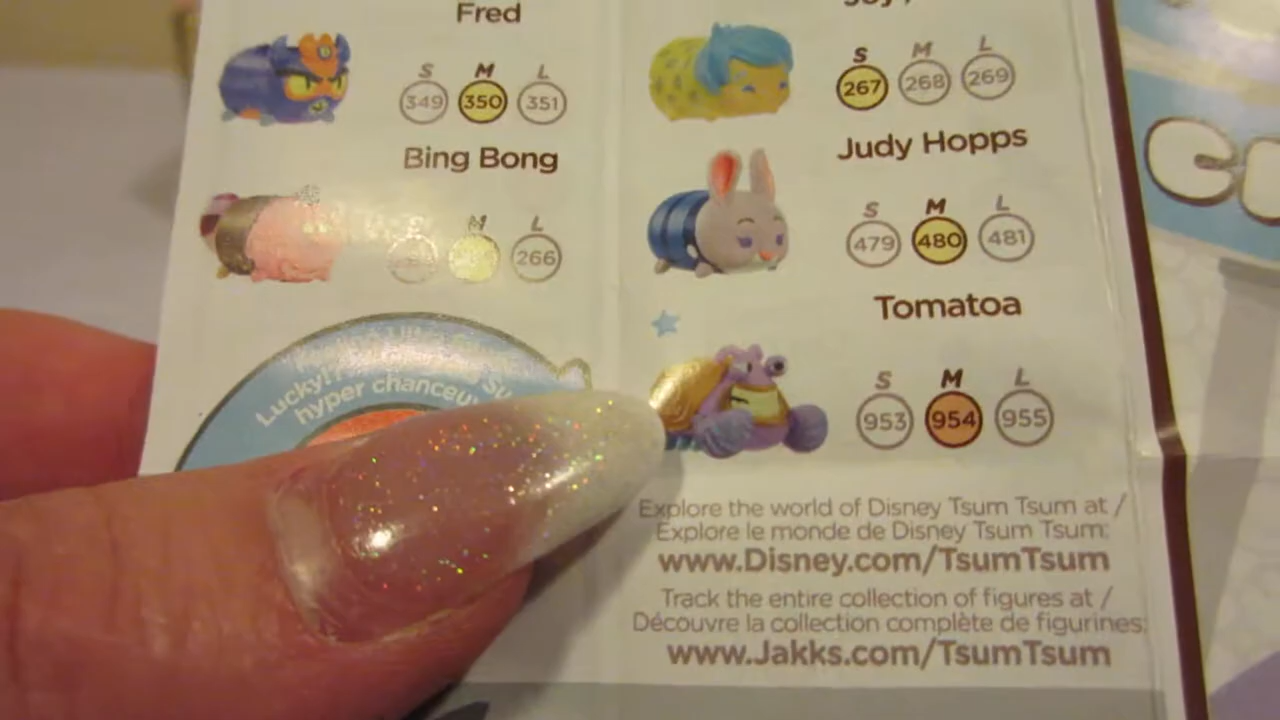 Fred
S M L
349 350 351
Bing Bong
M L
266
Lucky!
hyper chanceux
Joy /
S M L
267 268 269
Judy Hopps
S M L
479 480 481
Tomatoa
S M L
953 954 955
Explore the world of Disney Tsum Tsum at /
Explore le monde de Disney Tsum Tsum:
www.Disney.com/TsumTsum
Track the entire collection of figures at /
Découvre la collection complète de figurines:
www.Jakks.com/TsumTsum